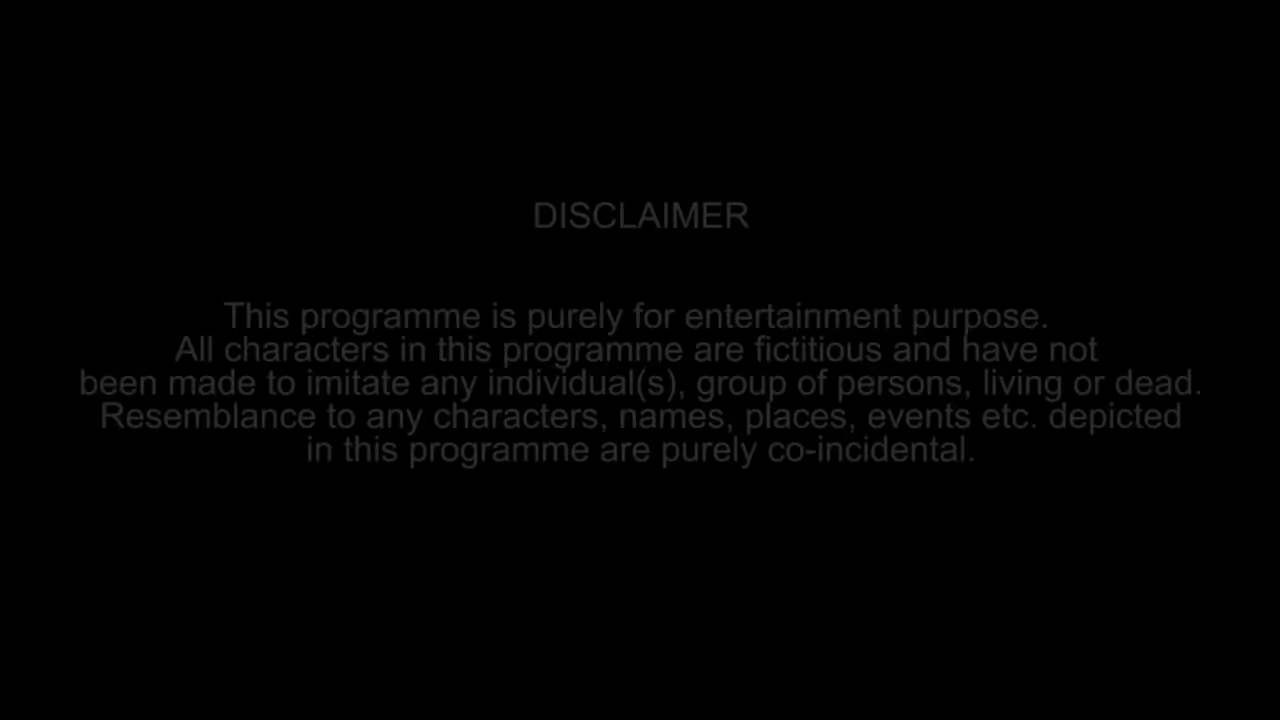 DISCLAIMER
This programme is purely for entertainment purpose.
All characters in this programme are fictitious and have not
been made to imitate any individual(s), group of persons, living or dead.
Resemblance to any characters, names, places, events etc. depicted
in this programme are purely co-incidental.